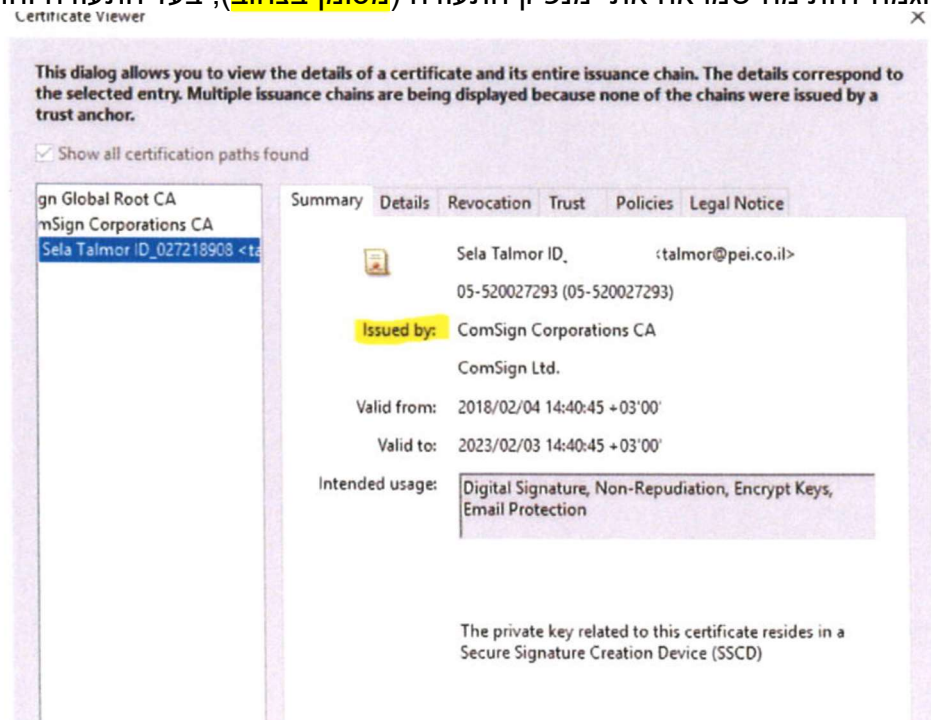 מנפיק התעודה (מסומן בצהוב), בעל התעודה
Certificate Viewer
This dialog allows you to view the details of a certificate and its entire issuance chain. The details correspond to
the selected entry. Multiple issuance chains are being displayed because none of the chains were issued by a
trust anchor.
Show all certification paths found
gn Global Root CA
mSign Corporations CA
Sela Talmor ID_027218908 <ta
Summary Details Revocation Trust Policies Legal Notice
Sela Talmor ID_ <talmor@pei.co.il>
05-520027293 (05-520027293)
Issued by: ComSign Corporations CA
ComSign Ltd.
Valid from: 2018/02/04 14:40:45 +03'00'
Valid to: 2023/02/03 14:40:45 +03'00'
Intended usage: Digital Signature, Non-Repudiation, Encrypt Keys,
Email Protection
The private key related to this certificate resides in a
Secure Signature Creation Device (SSCD)